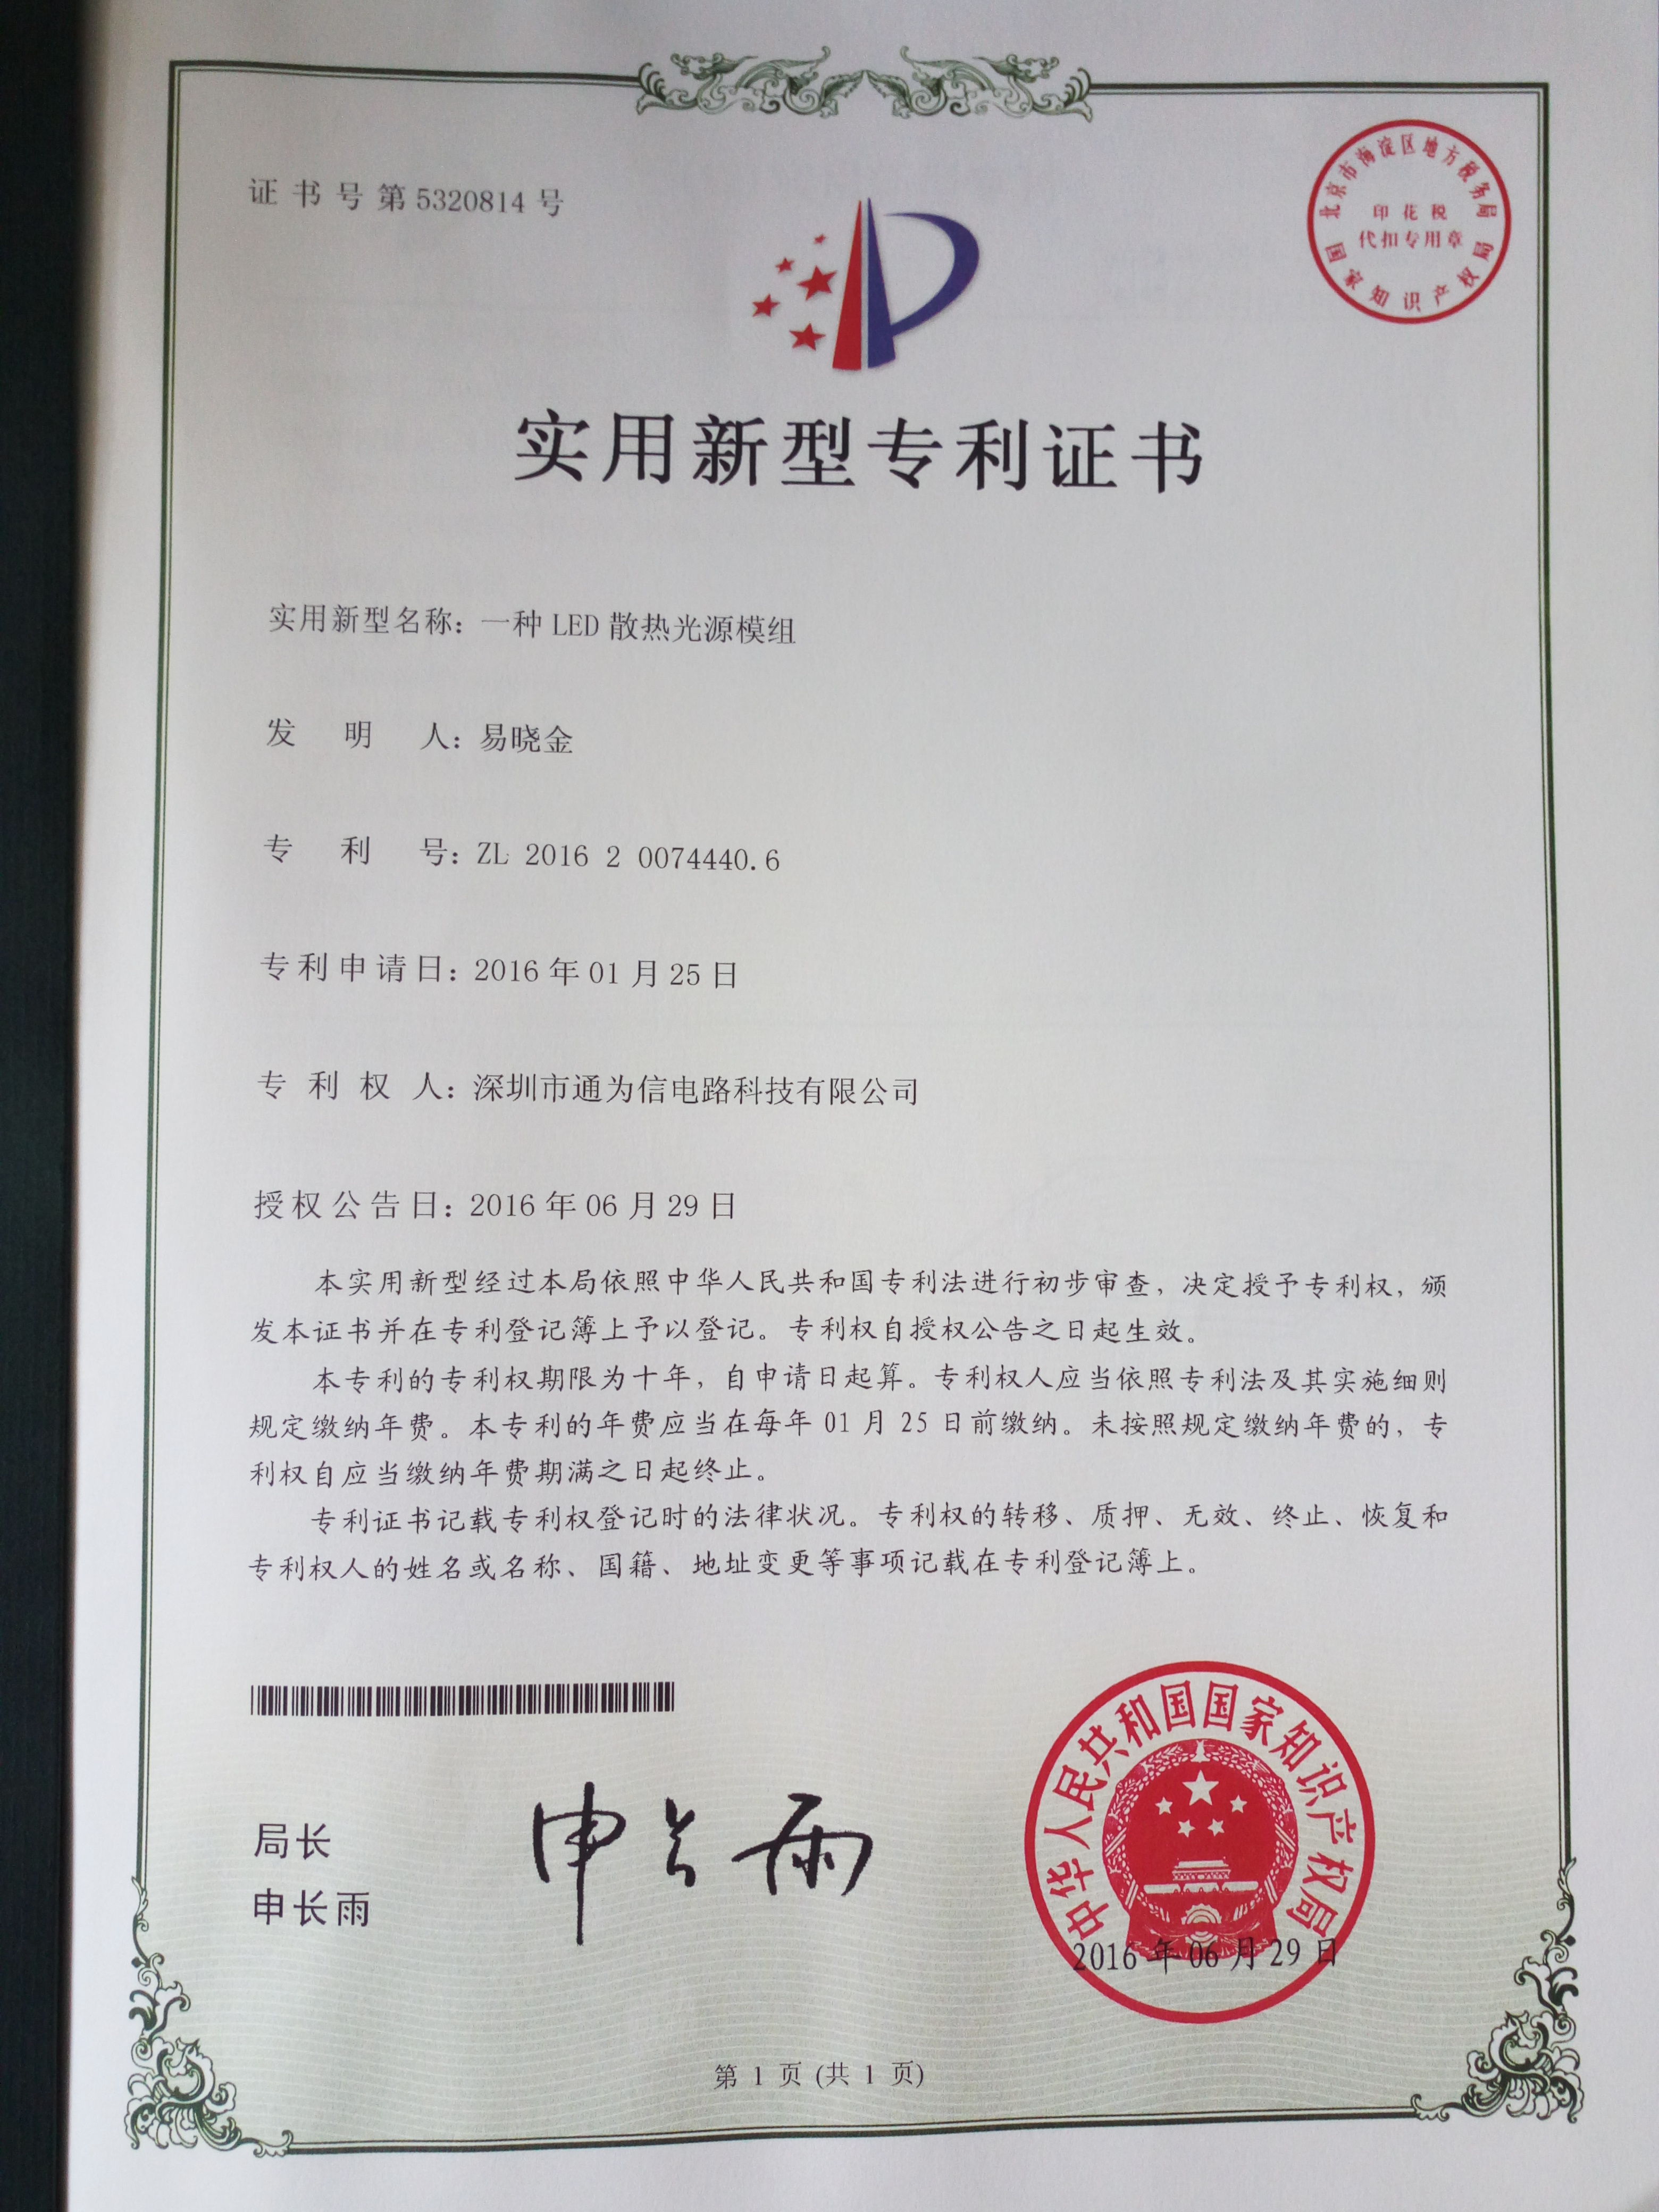 证书号第5320814号
北京市海淀区地方税务局
印花税
代扣专用章
国家知识产权局
实用新型专利证书
实用新型名称：一种LED散热光源模组
发明人：易晓金
专利号：ZL 2016 2 0074440.6
专利申请日：2016年01月25日
专利权人：深圳市通为信电路科技有限公司
授权公告日：2016年06月29日
本实用新型经过本局依照中华人民共和国专利法进行初步审查，决定授予专利权，颁
发本证书并在专利登记簿上予以登记。专利权自授权公告之日起生效。
本专利的专利权期限为十年，自申请日起算。专利权人应当依照专利法及其实施细则
规定缴纳年费。本专利的年费应当在每年01月25日前缴纳。未按照规定缴纳年费的，专
利权自应当缴纳年费期满之日起终止。
专利证书记载专利权登记时的法律状况。专利权的转移、质押、无效、终止、恢复和
专利权人的姓名或名称、国籍、地址变更等事项记载在专利登记簿上。
局长
申长雨
申长雨
中华人民共和国国家知识产权局
2016年06月29日
第1页(共1页)